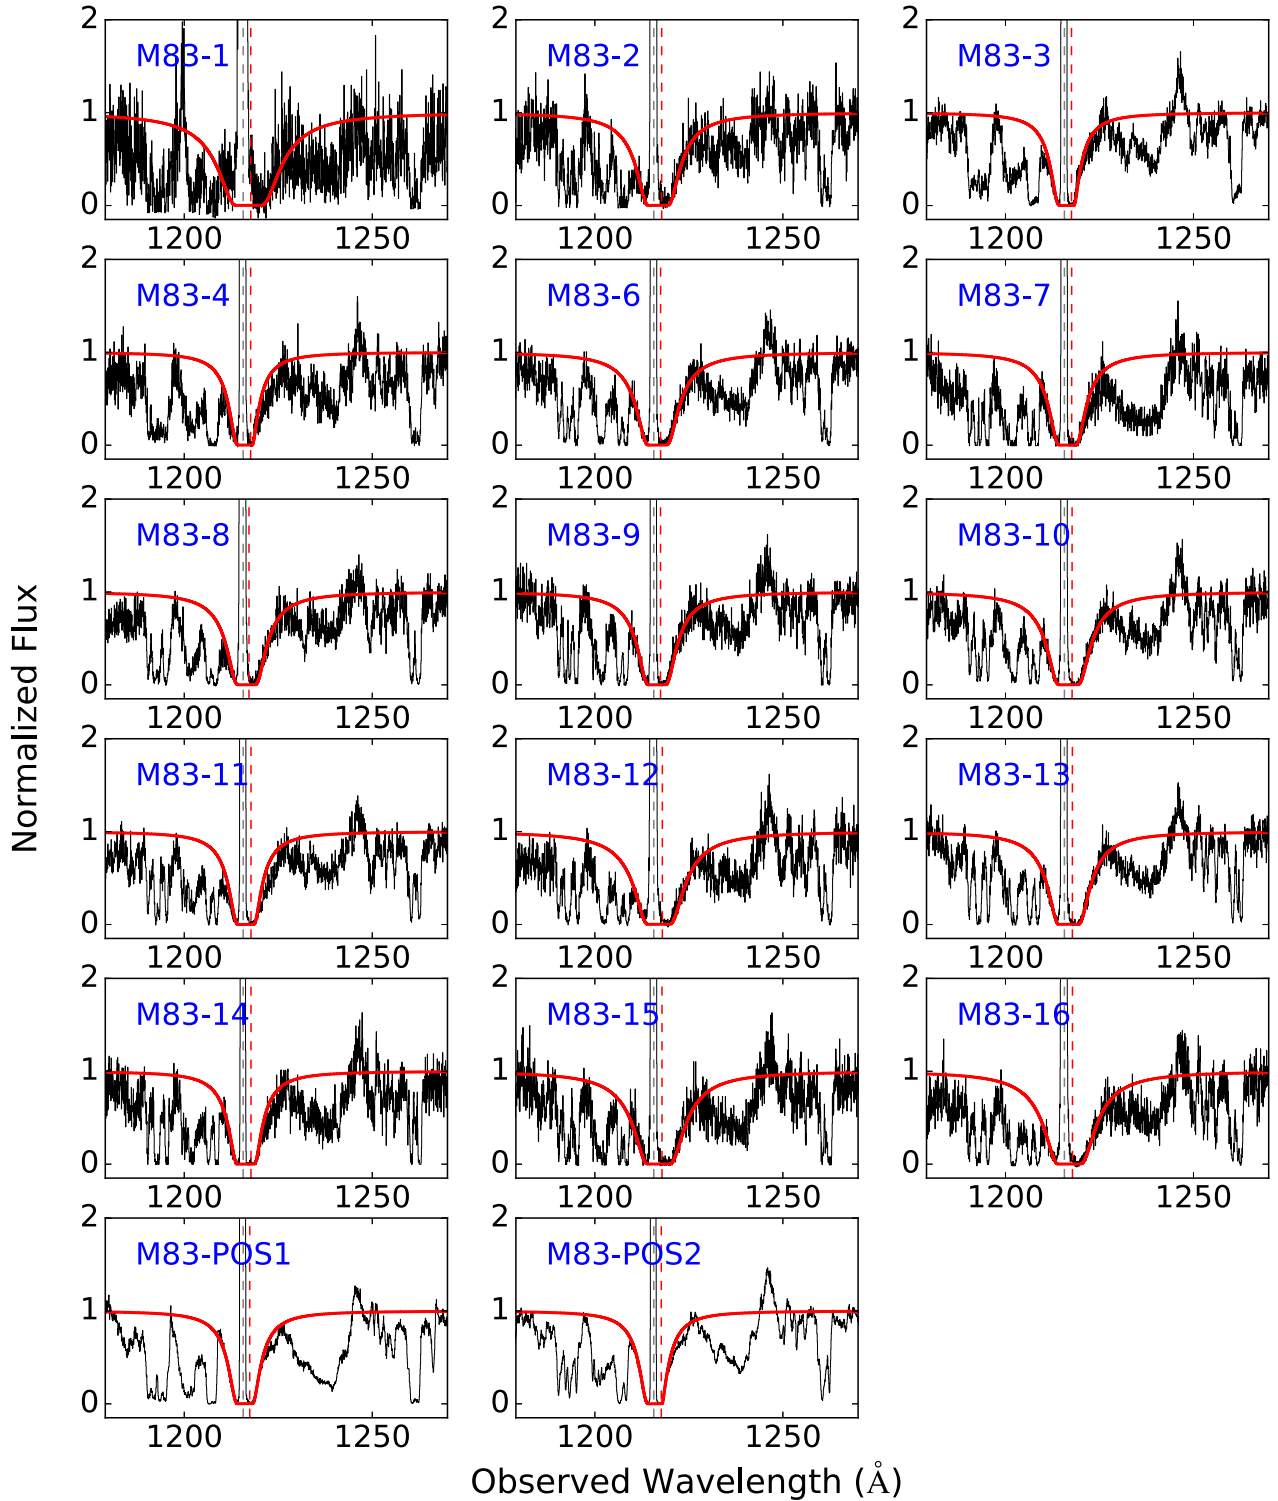 2 M83-1 2 M83-2 2 M83-3
1 1 1
0 0 0
1200 1250 1200 1250 1200 1250
2 M83-4 2 M83-6 2 M83-7
1 1 1
0 0 0
1200 1250 1200 1250 1200 1250
2 M83-8 2 M83-9 2 M83-10
1 1 1
0 0 0
1200 1250 1200 1250 1200 1250
2 M83-11 2 M83-12 2 M83-13
1 1 1
0 0 0
1200 1250 1200 1250 1200 1250
2 M83-14 2 M83-15 2 M83-16
1 1 1
0 0 0
1200 1250 1200 1250 1200 1250
2 M83-POS1 2 M83-POS2
1 1
0 0
1200 1250 1200 1250
Normalized Flux
Observed Wavelength (Å)